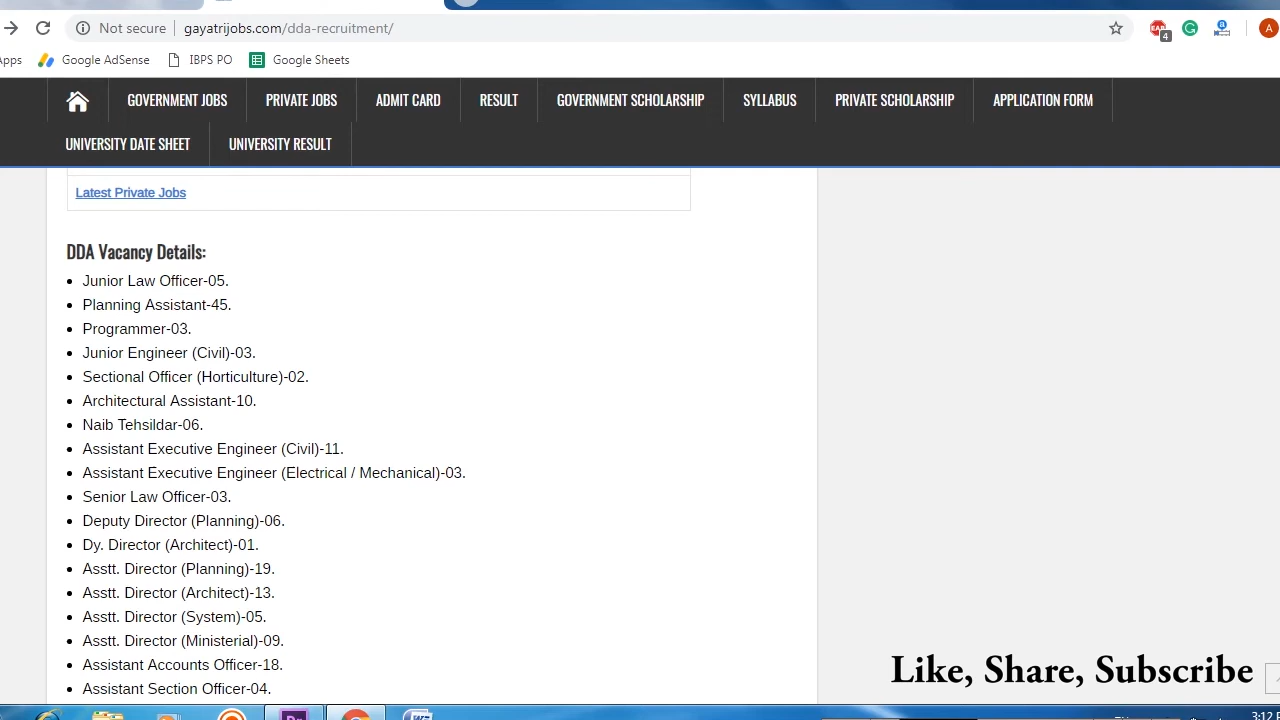 Not secure gayatrijobs.com/dda-recruitment/
4
A
Google AdSense IBPS PO Google Sheets
GOVERNMENT JOBS PRIVATE JOBS ADMIT CARD RESULT GOVERNMENT SCHOLARSHIP SYLLABUS PRIVATE SCHOLARSHIP APPLICATION FORM
UNIVERSITY DATE SHEET UNIVERSITY RESULT
Latest Private Jobs
DDA Vacancy Details:
Junior Law Officer-05.
Planning Assistant-45.
Programmer-03.
Junior Engineer (Civil)-03.
Sectional Officer (Horticulture)-02.
Architectural Assistant-10.
Naib Tehsildar-06.
Assistant Executive Engineer (Civil)-11.
Assistant Executive Engineer (Electrical / Mechanical)-03.
Senior Law Officer-03.
Deputy Director (Planning)-06.
Dy. Director (Architect)-01.
Asstt. Director (Planning)-19.
Asstt. Director (Architect)-13.
Asstt. Director (System)-05.
Asstt. Director (Ministerial)-09.
Assistant Accounts Officer-18.
Assistant Section Officer-04.
Like, Share, Subscribe